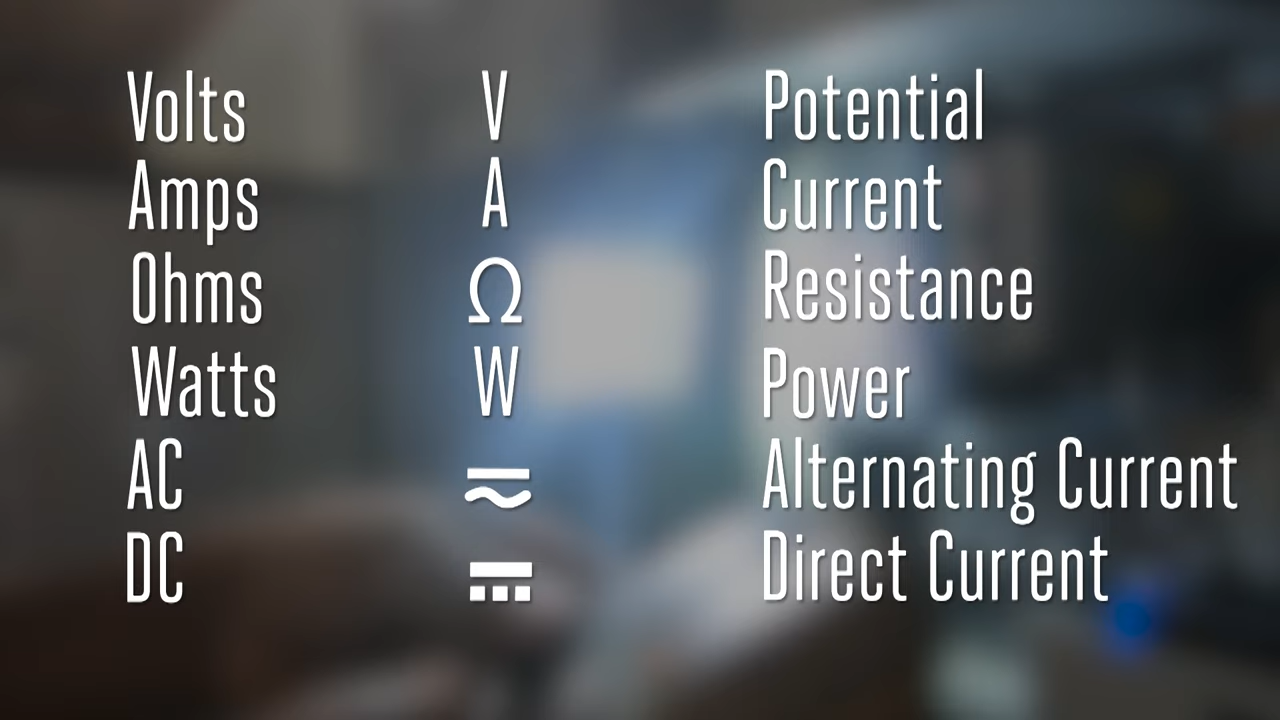 Volts V Potential
Amps A Current
Ohms Ω Resistance
Watts W Power
AC ⏦ Alternating Current
DC ⎓ Direct Current